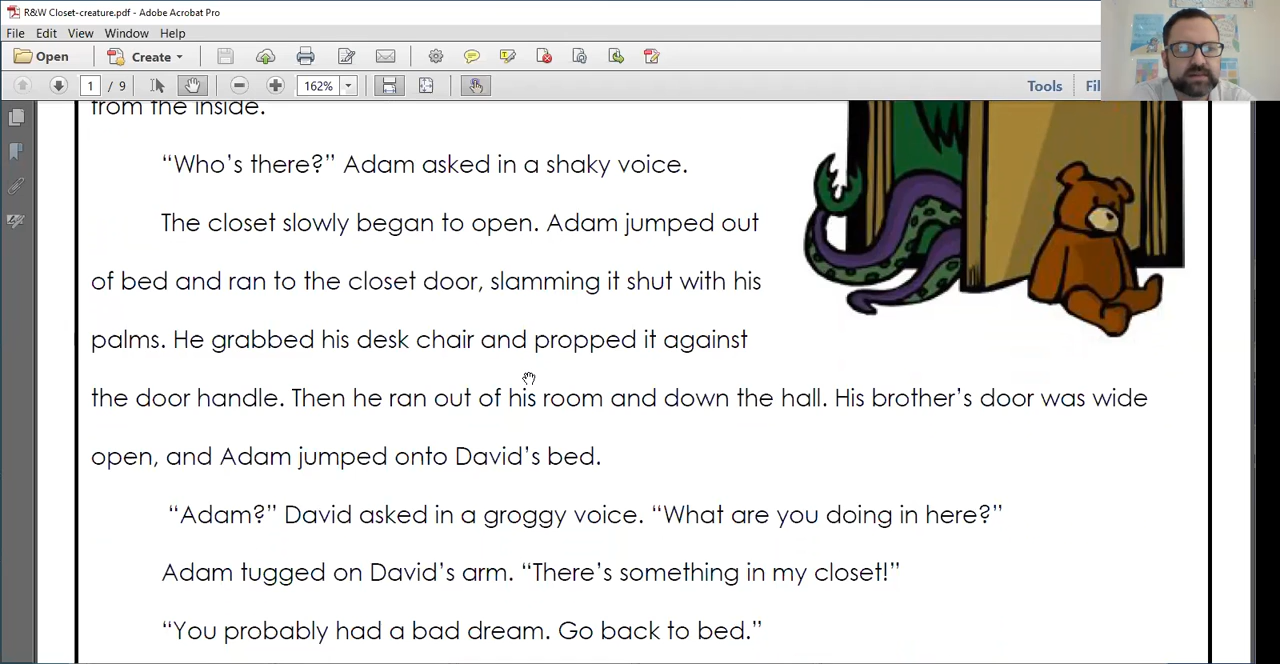 R&W Closet-creature.pdf - Adobe Acrobat Pro
File Edit View Window Help
Open Create
1 / 9 162% Tools Fil
from the inside.
“Who’s there?” Adam asked in a shaky voice.
The closet slowly began to open. Adam jumped out
of bed and ran to the closet door, slamming it shut with his
palms. He grabbed his desk chair and propped it against
the door handle. Then he ran out of his room and down the hall. His brother’s door was wide
open, and Adam jumped onto David’s bed.
“Adam?” David asked in a groggy voice. “What are you doing in here?”
Adam tugged on David’s arm. “There’s something in my closet!”
“You probably had a bad dream. Go back to bed.”